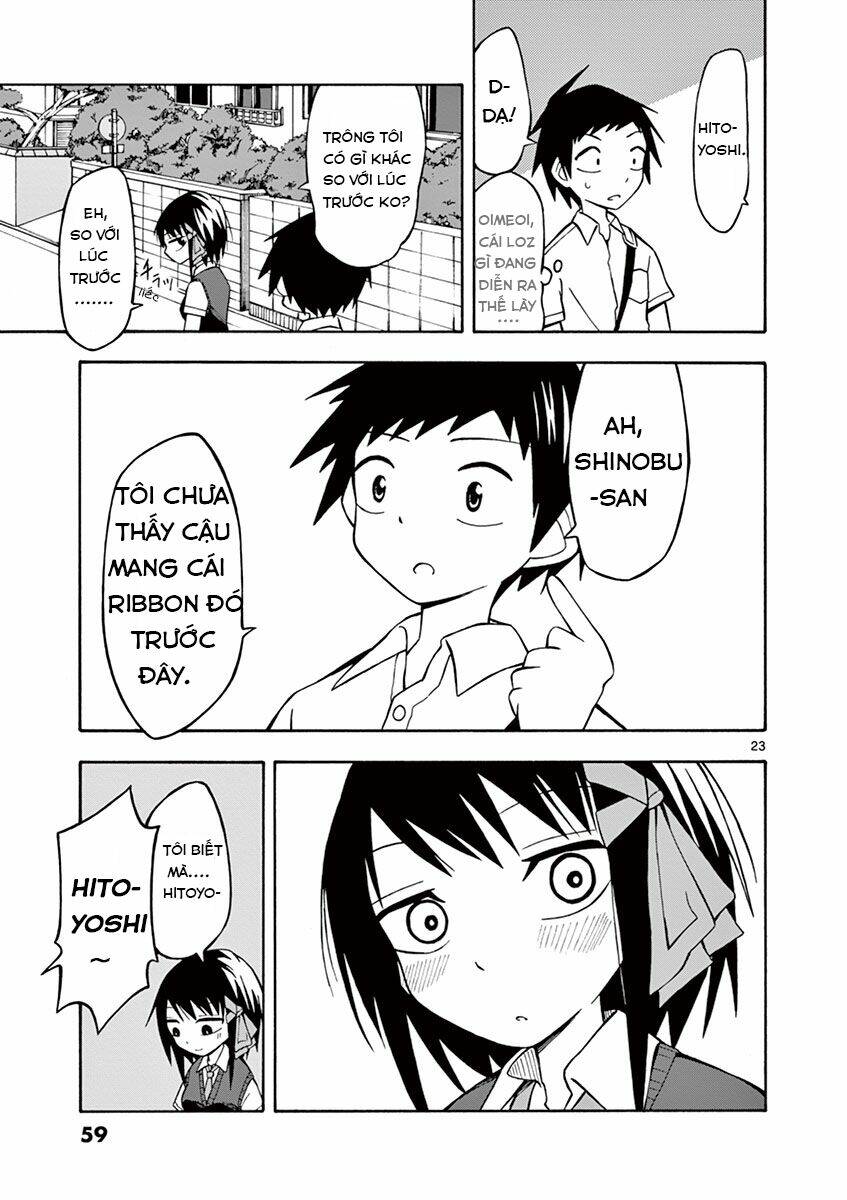 HITO-
YOSHI.
D-
DẠ!
OIMEOI,
CÁI LOZ
GÌ ĐANG
DIỄN RA
THẾ LÀY
....
TRÔNG TÔI
CÓ GÌ KHÁC
SO VỚI LÚC
TRƯỚC KO?
EH,
SO VỚI
LÚC
TRƯỚC
.......
LIẾC
AH,
SHINOBU
-SAN
TÔI CHƯA
THẤY CẬU
MANG CÁI
RIBBON ĐÓ
TRƯỚC
ĐÂY.
23
TÔI BIẾT
MÀ....
HITOYO-
HITO-
YOSHI
~
59